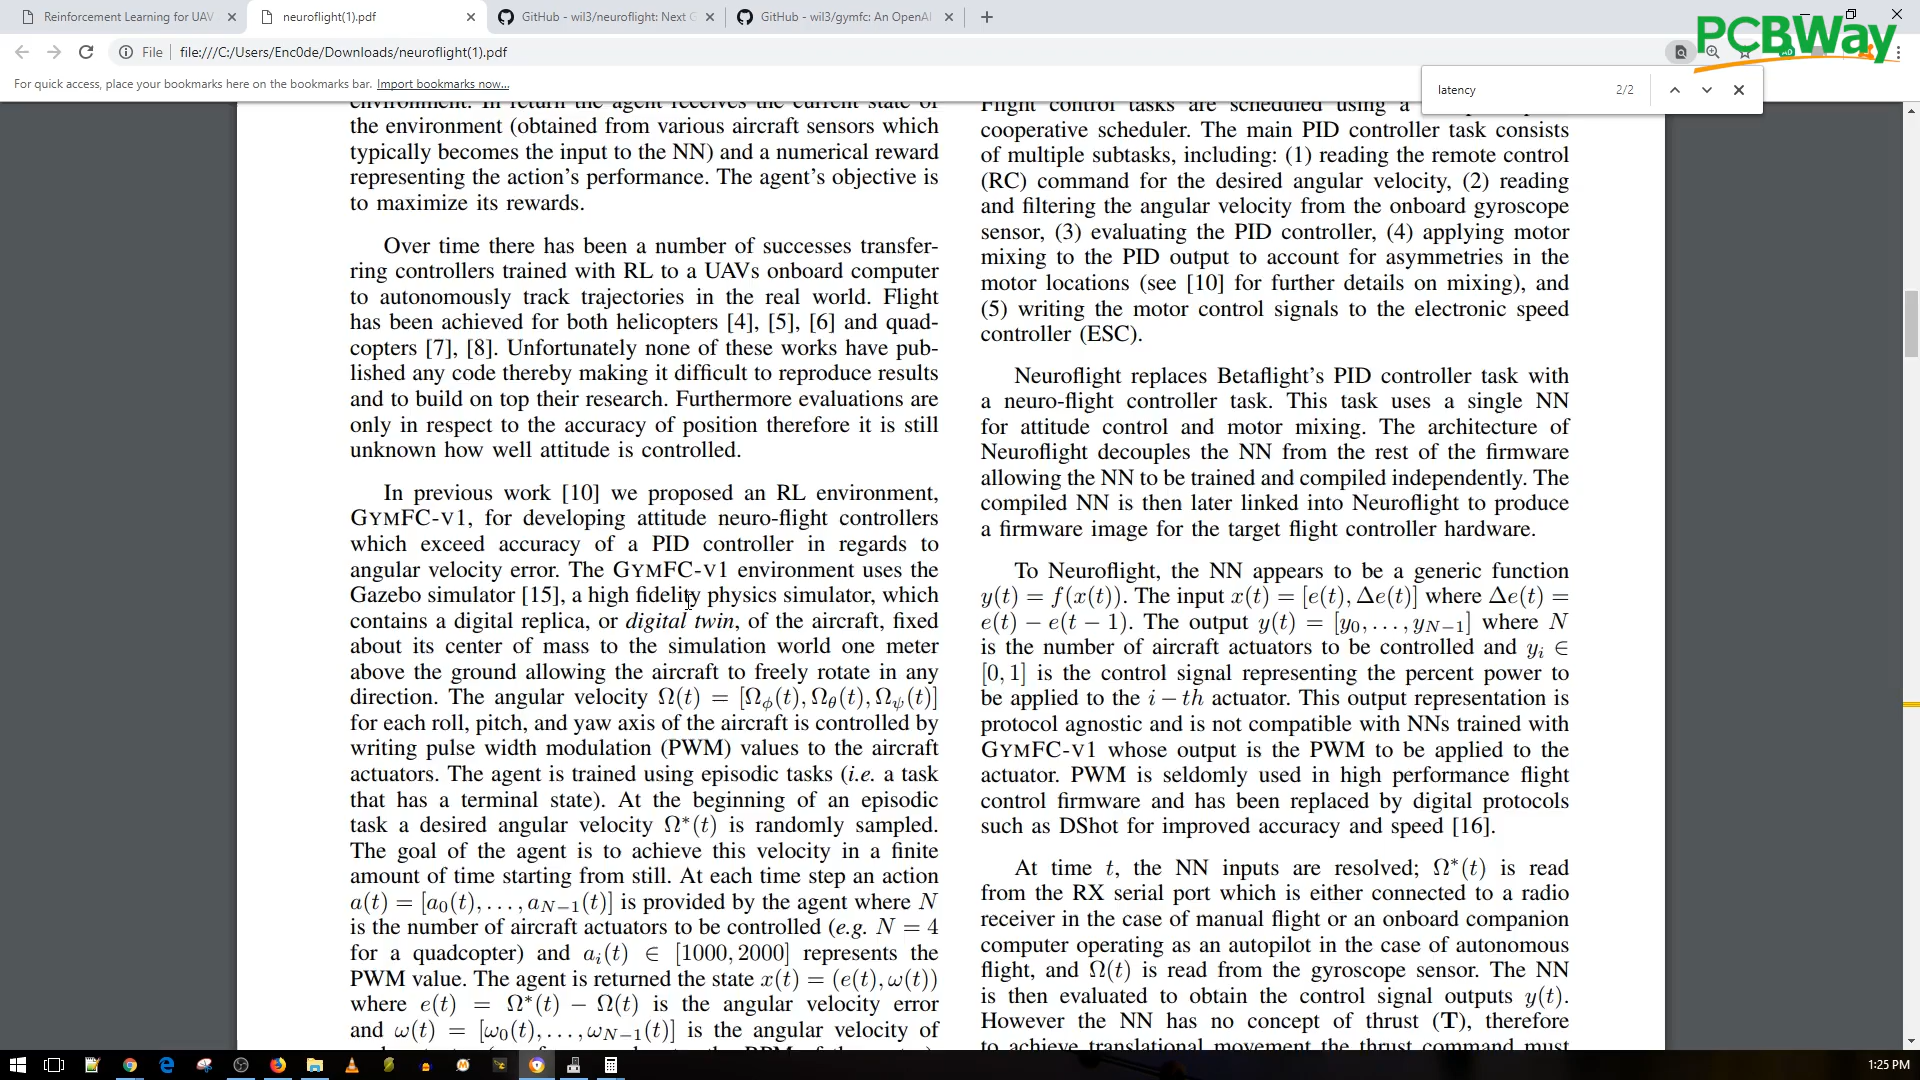 Reinforcement Learning for UAV
neuroflight(1).pdf
GitHub - wil3/neuroflight: Next G
GitHub - wil3/gymfc: An OpenAI
PCBWay
File
file:///C:/Users/Enc0de/Downloads/neuroflight(1).pdf
For quick access, place your bookmarks here on the bookmarks bar. Import bookmarks now...
latency
2/2
environment. In return the agent receives the current state of
the environment (obtained from various aircraft sensors which
typically becomes the input to the NN) and a numerical reward
representing the action's performance. The agent's objective is
to maximize its rewards.
Over time there has been a number of successes transfer-
ring controllers trained with RL to a UAVs onboard computer
to autonomously track trajectories in the real world. Flight
has been achieved for both helicopters [4], [5], [6] and quad-
copters [7], [8]. Unfortunately none of these works have pub-
lished any code thereby making it difficult to reproduce results
and to build on top their research. Furthermore evaluations are
only in respect to the accuracy of position therefore it is still
unknown how well attitude is controlled.
In previous work [10] we proposed an RL environment,
GYMFC-V1, for developing attitude neuro-flight controllers
which exceed accuracy of a PID controller in regards to
angular velocity error. The GYMFC-V1 environment uses the
Gazebo simulator [15], a high fidelity physics simulator, which
contains a digital replica, or digital twin, of the aircraft, fixed
about its center of mass to the simulation world one meter
above the ground allowing the aircraft to freely rotate in any
direction. The angular velocity Ω(t) = [Ωϕ(t), Ωθ(t), Ωψ(t)]
for each roll, pitch, and yaw axis of the aircraft is controlled by
writing pulse width modulation (PWM) values to the aircraft
actuators. The agent is trained using episodic tasks (i.e. a task
that has a terminal state). At the beginning of an episodic
task a desired angular velocity Ω*(t) is randomly sampled.
The goal of the agent is to achieve this velocity in a finite
amount of time starting from still. At each time step an action
a(t) = [a0(t), . . . , aN−1(t)] is provided by the agent where N
is the number of aircraft actuators to be controlled (e.g. N = 4
for a quadcopter) and ai(t) ∈ [1000, 2000] represents the
PWM value. The agent is returned the state x(t) = (e(t), ω(t))
where e(t) = Ω*(t) − Ω(t) is the angular velocity error
and ω(t) = [ω0(t), . . . , ωN−1(t)] is the angular velocity of
Flight control tasks are scheduled using a
cooperative scheduler. The main PID controller task consists
of multiple subtasks, including: (1) reading the remote control
(RC) command for the desired angular velocity, (2) reading
and filtering the angular velocity from the onboard gyroscope
sensor, (3) evaluating the PID controller, (4) applying motor
mixing to the PID output to account for asymmetries in the
motor locations (see [10] for further details on mixing), and
(5) writing the motor control signals to the electronic speed
controller (ESC).
Neuroflight replaces Betaflight's PID controller task with
a neuro-flight controller task. This task uses a single NN
for attitude control and motor mixing. The architecture of
Neuroflight decouples the NN from the rest of the firmware
allowing the NN to be trained and compiled independently. The
compiled NN is then later linked into Neuroflight to produce
a firmware image for the target flight controller hardware.
To Neuroflight, the NN appears to be a generic function
y(t) = f(x(t)). The input x(t) = [e(t), Δe(t)] where Δe(t) =
e(t) − e(t − 1). The output y(t) = [y0, . . . , yN−1] where N
is the number of aircraft actuators to be controlled and yi ∈
[0, 1] is the control signal representing the percent power to
be applied to the i − th actuator. This output representation is
protocol agnostic and is not compatible with NNs trained with
GYMFC-V1 whose output is the PWM to be applied to the
actuator. PWM is seldomly used in high performance flight
control firmware and has been replaced by digital protocols
such as DShot for improved accuracy and speed [16].
At time t, the NN inputs are resolved; Ω*(t) is read
from the RX serial port which is either connected to a radio
receiver in the case of manual flight or an onboard companion
computer operating as an autopilot in the case of autonomous
flight, and Ω(t) is read from the gyroscope sensor. The NN
is then evaluated to obtain the control signal outputs y(t).
However the NN has no concept of thrust (T), therefore
to achieve translational movement the thrust command must
1:25 PM